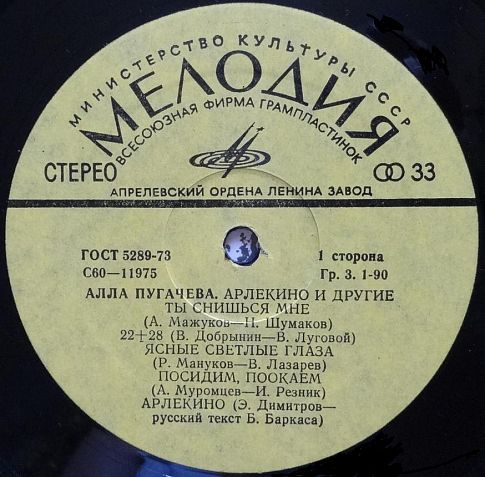 МИНИСТЕРСТВО КУЛЬТУРЫ СССР
МЕЛОДИЯ
ВСЕСОЮЗНАЯ ФИРМА ГРАМПЛАСТИНОК
СТЕРЕО 33
АПРЕЛЕВСКИЙ ОРДЕНА ЛЕНИНА ЗАВОД
ГОСТ 5289-73 1 сторона
С60—11975 Гр. 3. 1-90
АЛЛА ПУГАЧЕВА. АРЛЕКИНО И ДРУГИЕ
ТЫ СНИШЬСЯ МНЕ
(А. Мажуков—Н. Шумаков)
22+28 (В. Добрынин—В. Луговой)
ЯСНЫЕ СВЕТЛЫЕ ГЛАЗА
(Р. Мануков—В. Лазарев)
ПОСИДИМ, ПООКАЕМ
(А. Муромцев—И. Резник)
АРЛЕКИНО (Э. Димитров—
русский текст Б. Баркаса)